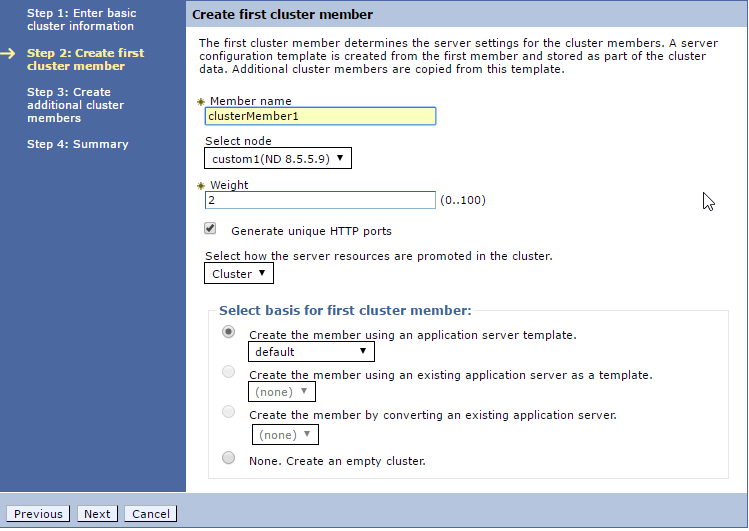 Step 1: Enter basic
cluster information
Step 2: Create first
cluster member
Step 3: Create
additional cluster
members
Step 4: Summary
Create first cluster member
The first cluster member determines the server settings for the cluster members. A server
configuration template is created from the first member and stored as part of the cluster
data. Additional cluster members are copied from this template.
Member name
clusterMember1
Select node
custom1(ND 8.5.5.9)
Weight
2 (0..100)
Generate unique HTTP ports
Select how the server resources are promoted in the cluster.
Cluster
Select basis for first cluster member:
Create the member using an application server template.
default
Create the member using an existing application server as a template.
(none)
Create the member by converting an existing application server.
(none)
None. Create an empty cluster.
Previous Next Cancel